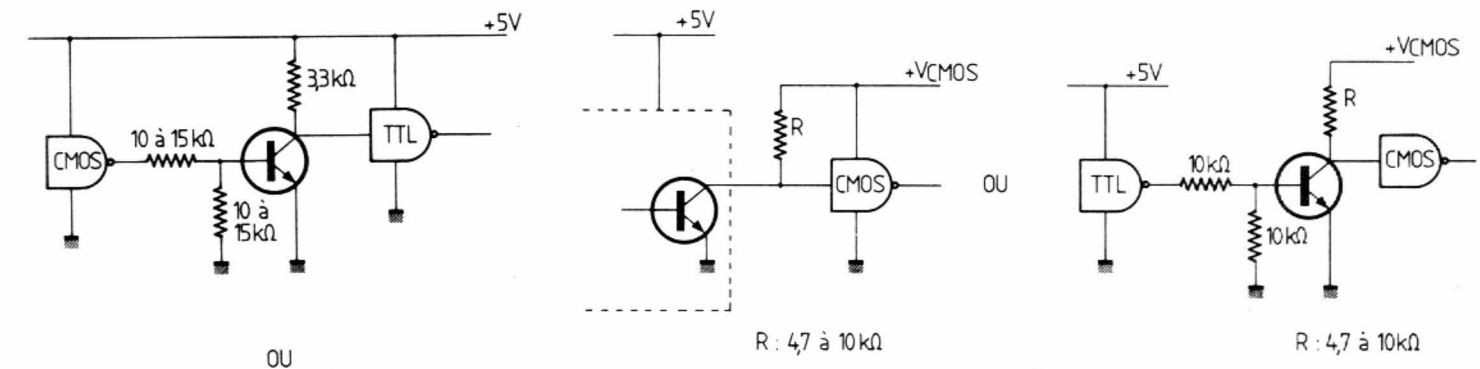 +5V
3,3kΩ
10 à 15kΩ
CMOS
TTL
10 à
15kΩ
OU
+5V
+VCMOS
R
CMOS
R : 4,7 à 10kΩ
OU
+VCMOS
+5V
R
10kΩ
TTL
CMOS
10kΩ
R : 4,7 à 10kΩ